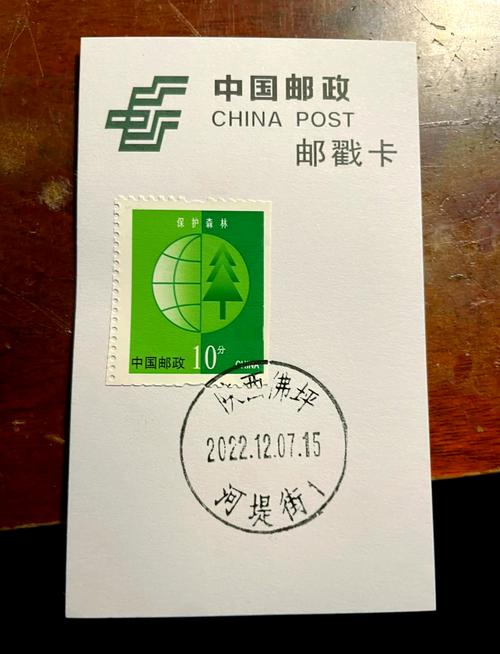 中国邮政
CHINA POST
邮戳卡
保护森林
中国邮政 10分 CHINA
陕西佛坪
2022.12.07.15
河堤街1